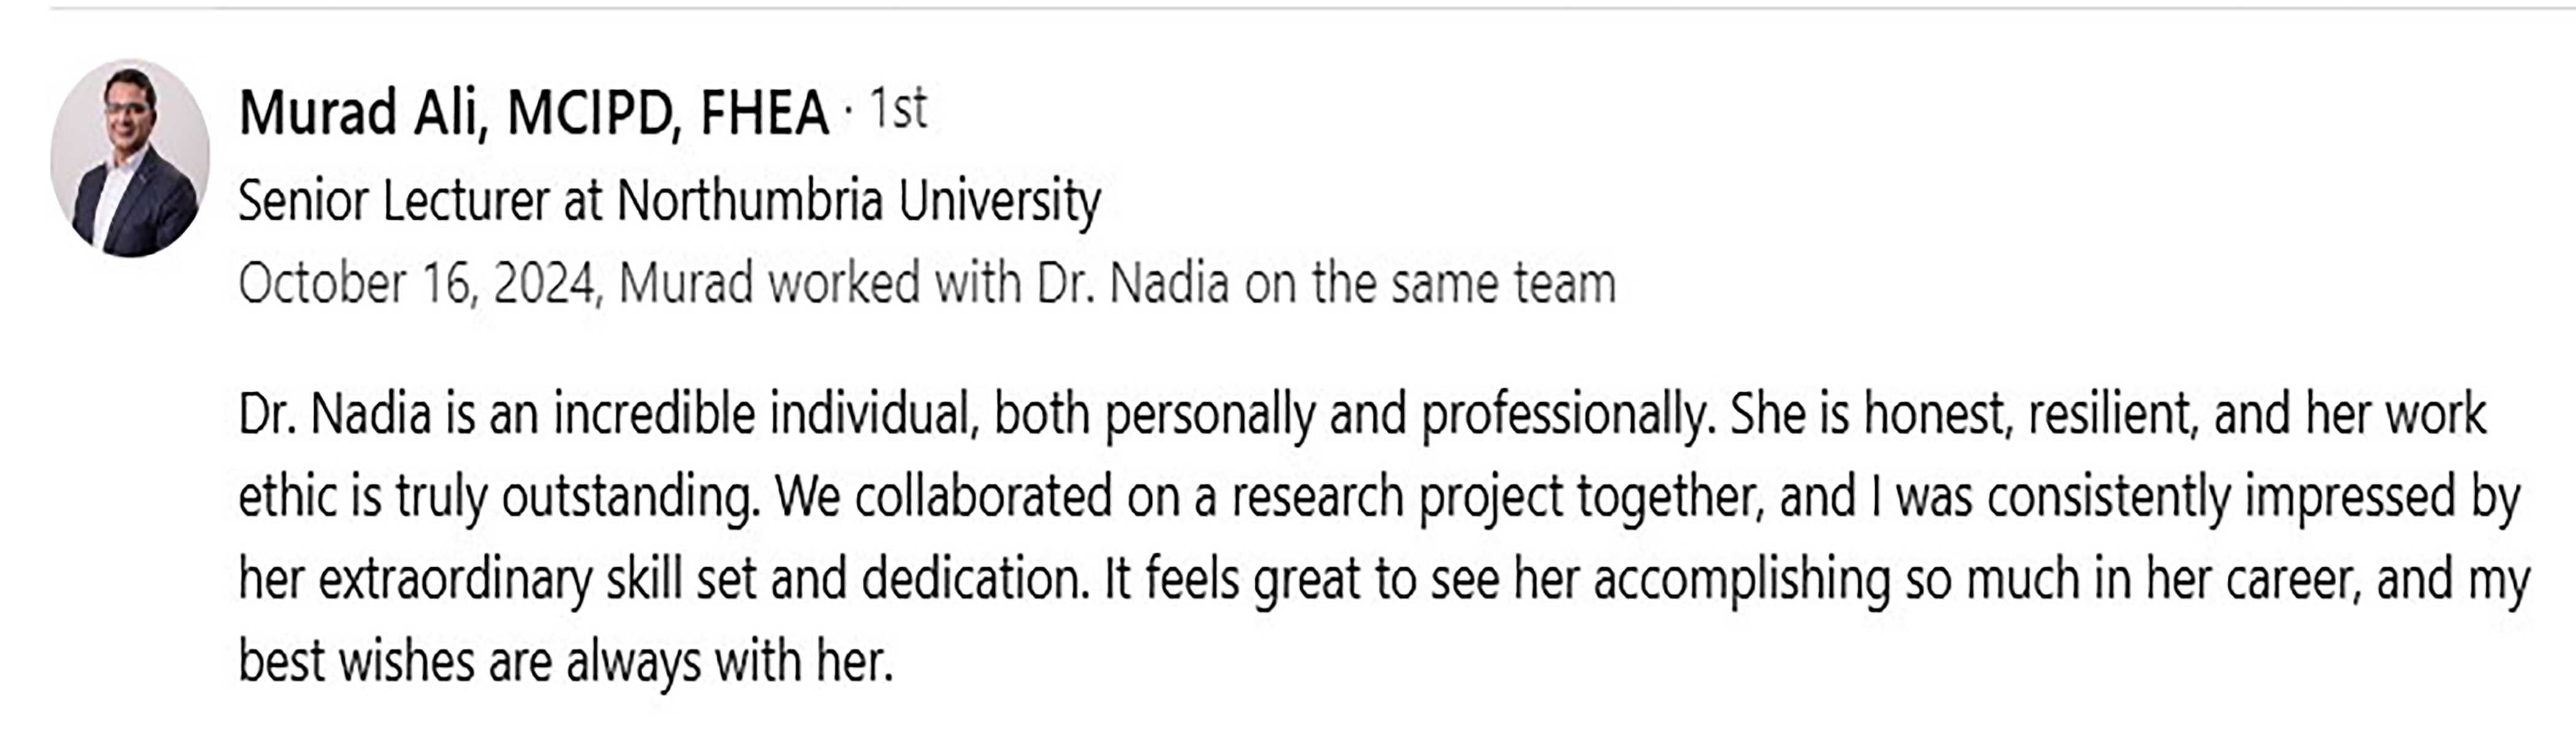 Murad Ali, MCIPD, FHEA · 1st
Senior Lecturer at Northumbria University
October 16, 2024, Murad worked with Dr. Nadia on the same team
Dr. Nadia is an incredible individual, both personally and professionally. She is honest, resilient, and her work
ethic is truly outstanding. We collaborated on a research project together, and I was consistently impressed by
her extraordinary skill set and dedication. It feels great to see her accomplishing so much in her career, and my
best wishes are always with her.